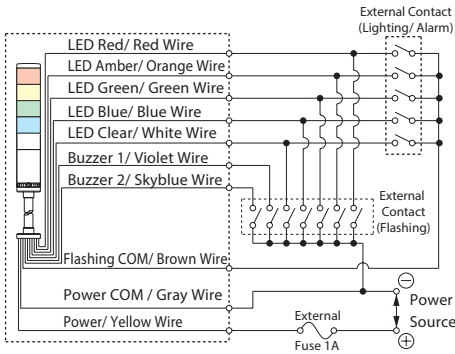 External Contact
(Lighting/ Alarm)
LED Red/ Red Wire
LED Amber/ Orange Wire
LED Green/ Green Wire
LED Blue/ Blue Wire
LED Clear/ White Wire
Buzzer 1/ Violet Wire
Buzzer 2/ Skyblue Wire
External
Contact
(Flashing)
Flashing COM/ Brown Wire
Power COM / Gray Wire
Power/ Yellow Wire
External
Fuse 1A
Power
Source